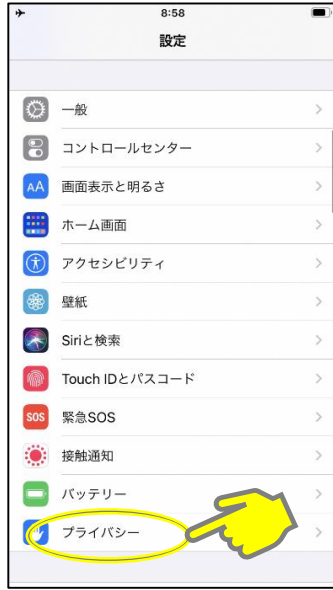 8:58
設定
一般
コントロールセンター
AA 画面表示と明るさ
ホーム画面
アクセシビリティ
壁紙
Siriと検索
Touch IDとパスコード
SOS 緊急SOS
接触通知
バッテリー
プライバシー